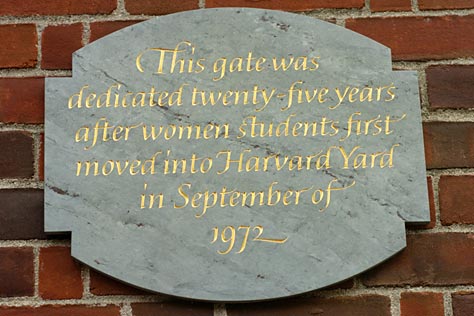 This gate was
dedicated twenty-five years
after women students first
moved into Harvard Yard
in September of
1972